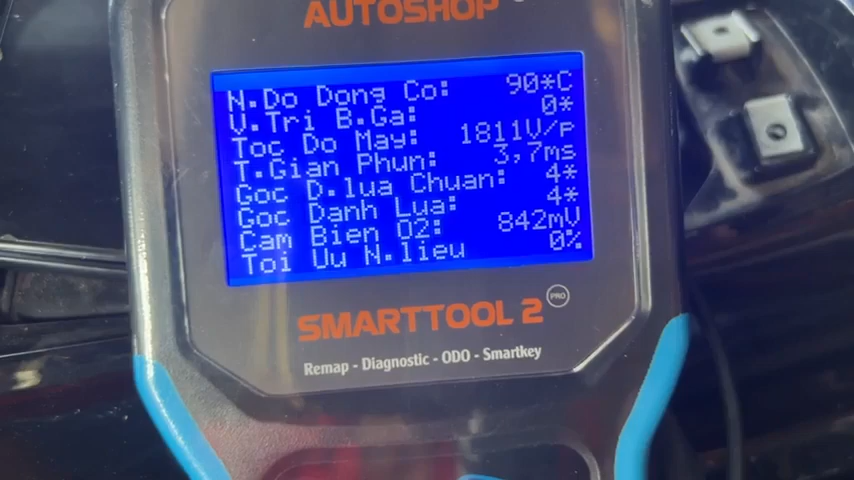 AUTOSHOP
N.Do Dong Co: 90*C
V.Tri B.Ga: 0*
Toc Do May: 1811V/p
T.Gian Phun: 3,7ms
Goc D.lua Chuan: 4*
Goc Danh Lua: 4*
Cam Bien O2: 842mV
Toi Uu N.lieu 0%
SMARTTOOL 2 PRO
Remap - Diagnostic - ODO - Smartkey